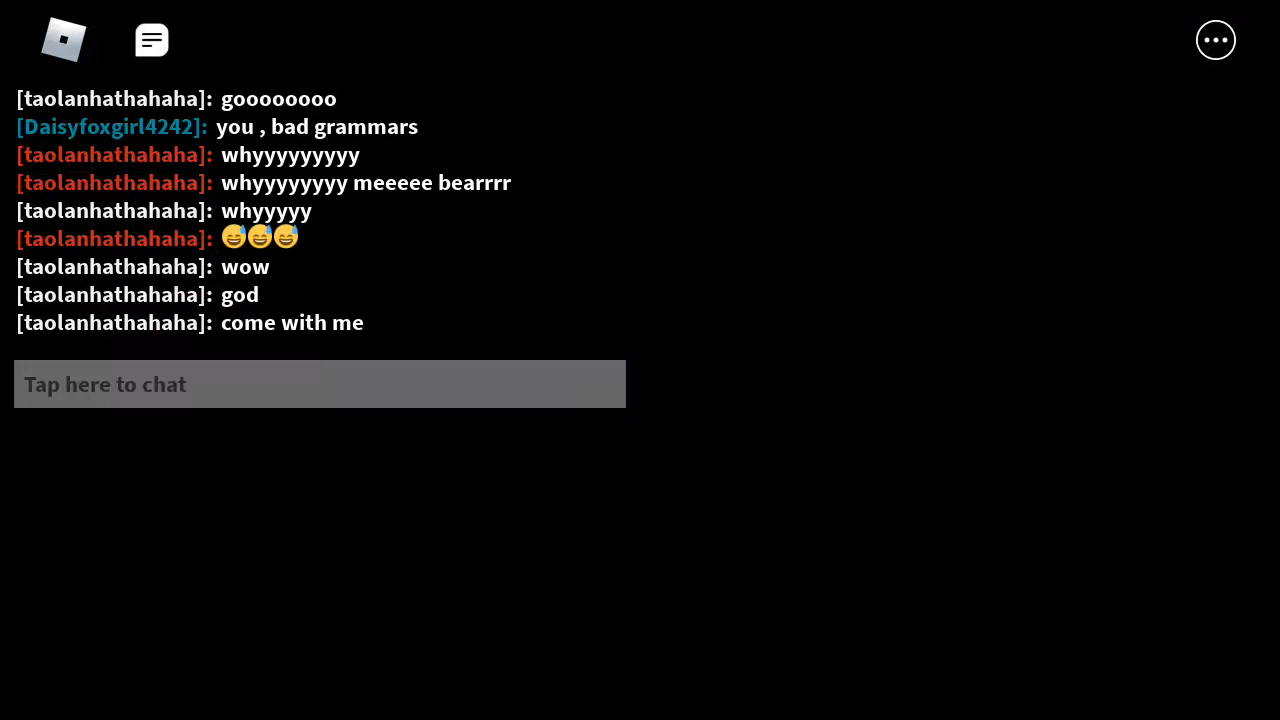 [taolanhathahaha]: goooooooo
[Daisyfoxgirl4242]: you , bad grammars
[taolanhathahaha]: whyyyyyyyyy
[taolanhathahaha]: whyyyyyyyy meeeee bearrrr
[taolanhathahaha]: whyyyyy
[taolanhathahaha]: 😅😅😅
[taolanhathahaha]: wow
[taolanhathahaha]: god
[taolanhathahaha]: come with me
Tap here to chat